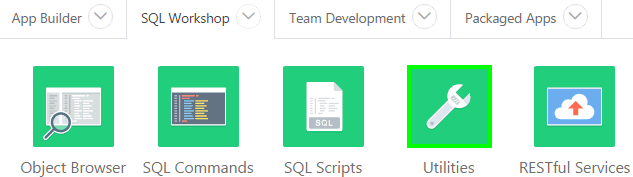 App Builder SQL Workshop Team Development Packaged Apps
SQL
Object Browser SQL Commands SQL Scripts Utilities RESTful Services